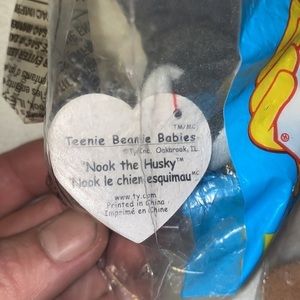 TM/MC
Teenie Beanie Babies
© Ty Inc. Oakbrook, IL
"Nook the Husky"™
"Nook le chien esquimau"MC
www.ty.com
Printed in China
Imprimé en Chine